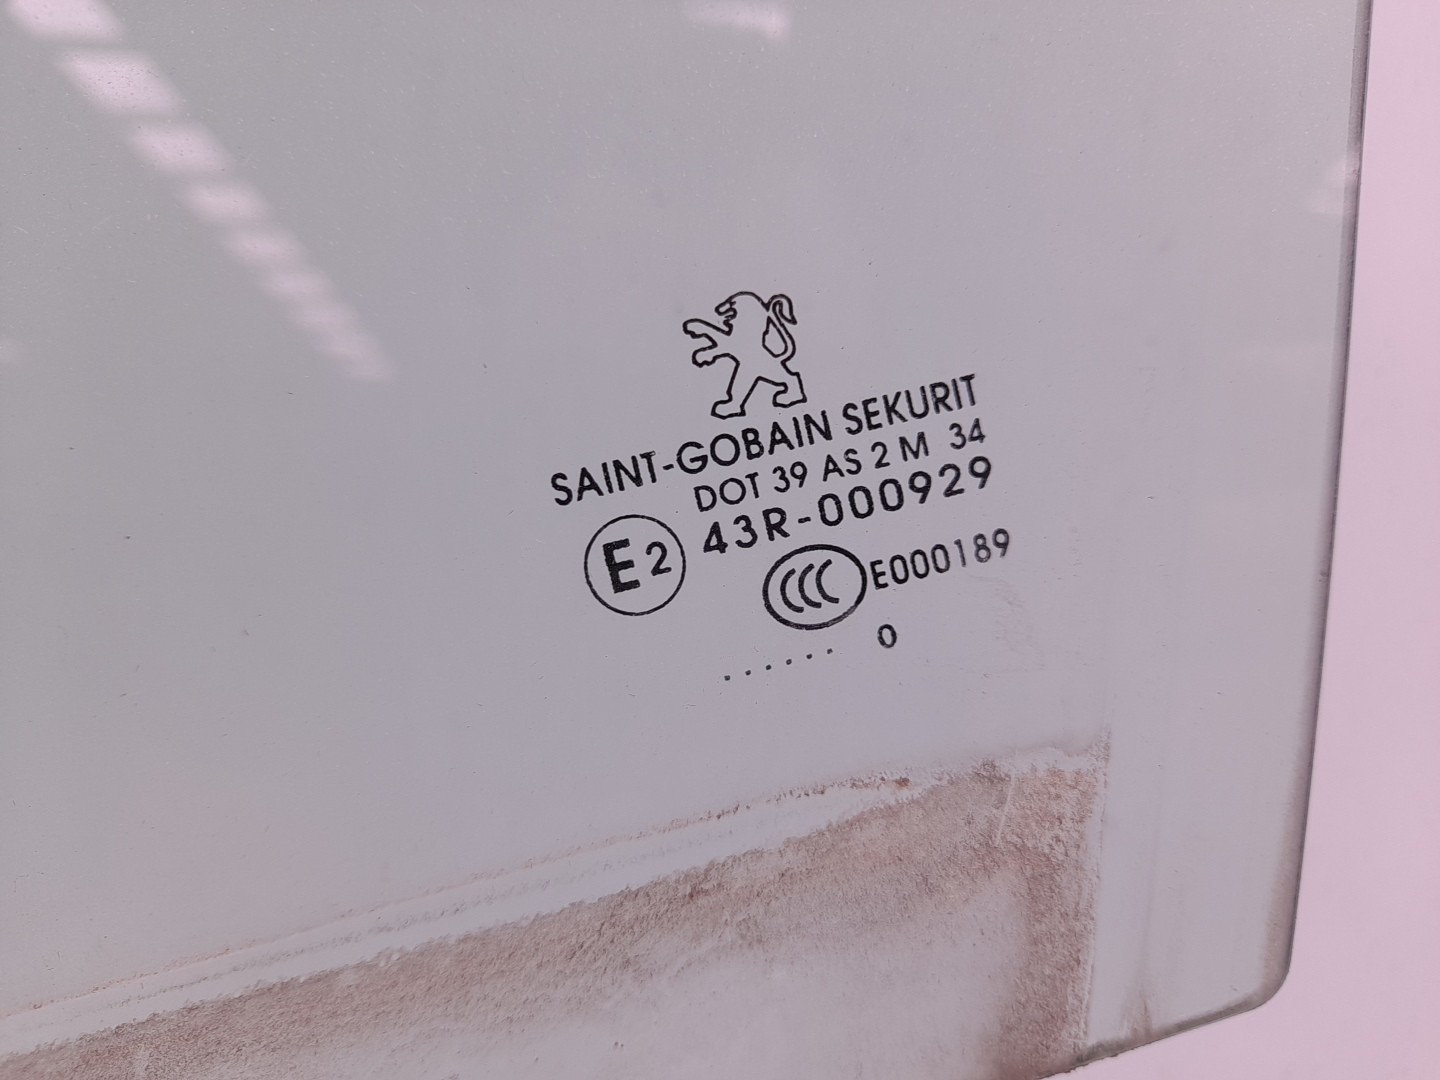 SAINT-GOBAIN SEKURIT
DOT 39 AS 2 M 34
E2 43R-000929
CCC E000189
...... 0